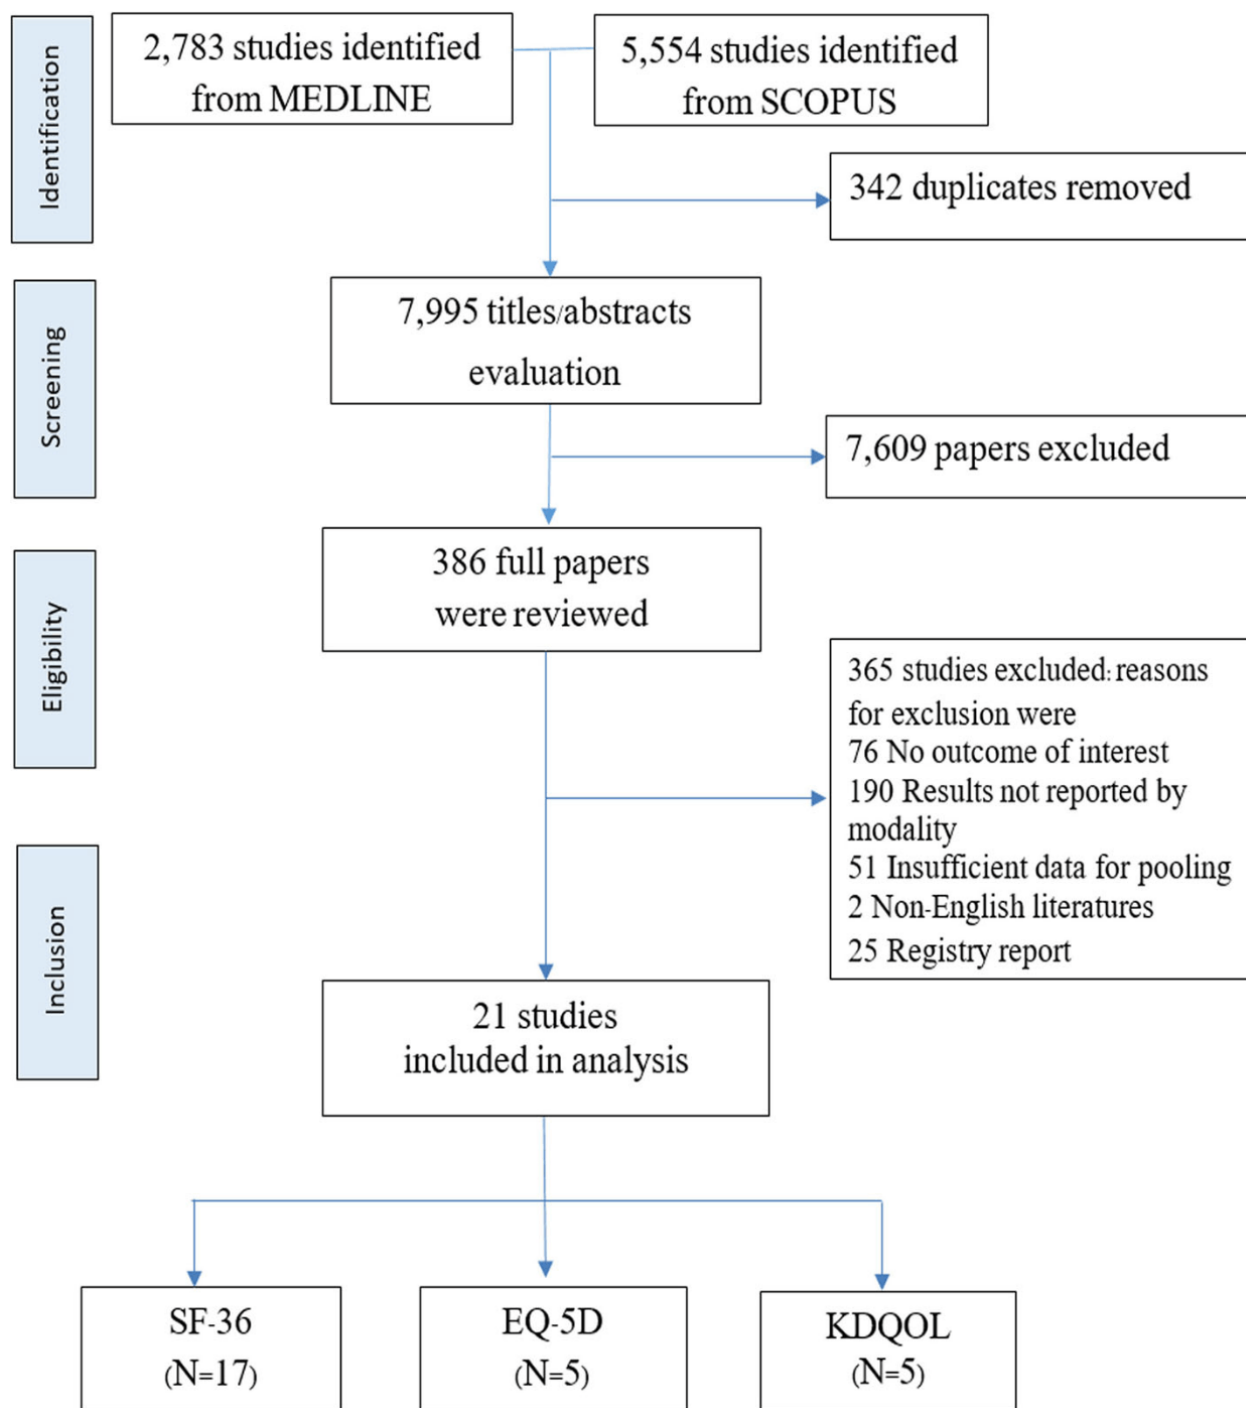 Identification
2,783 studies identified
from MEDLINE
5,554 studies identified
from SCOPUS
342 duplicates removed
Screening
7,995 titles/abstracts
evaluation
7,609 papers excluded
Eligibility
386 full papers
were reviewed
365 studies excluded: reasons
for exclusion were
76 No outcome of interest
190 Results not reported by
modality
51 Insufficient data for pooling
2 Non-English literatures
25 Registry report
Inclusion
21 studies
included in analysis
SF-36
(N=17)
EQ-5D
(N=5)
KDQOL
(N=5)